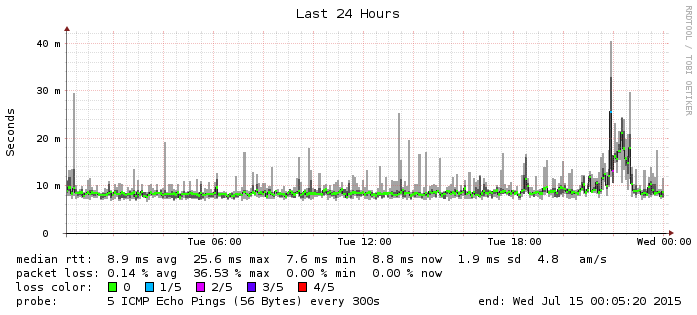 Last 24 Hours
RRDTOOL / TOBI OETIKER
Seconds
40 m
30 m
20 m
10 m
0
Tue 06:00 Tue 12:00 Tue 18:00 Wed 00:00
median rtt: 8.9 ms avg 25.6 ms max 7.6 ms min 8.8 ms now 1.9 ms sd 4.8 am/s
packet loss: 0.14 % avg 36.53 % max 0.00 % min 0.00 % now
loss color: 0 1/5 2/5 3/5 4/5
probe: 5 ICMP Echo Pings (56 Bytes) every 300s end: Wed Jul 15 00:05:20 2015